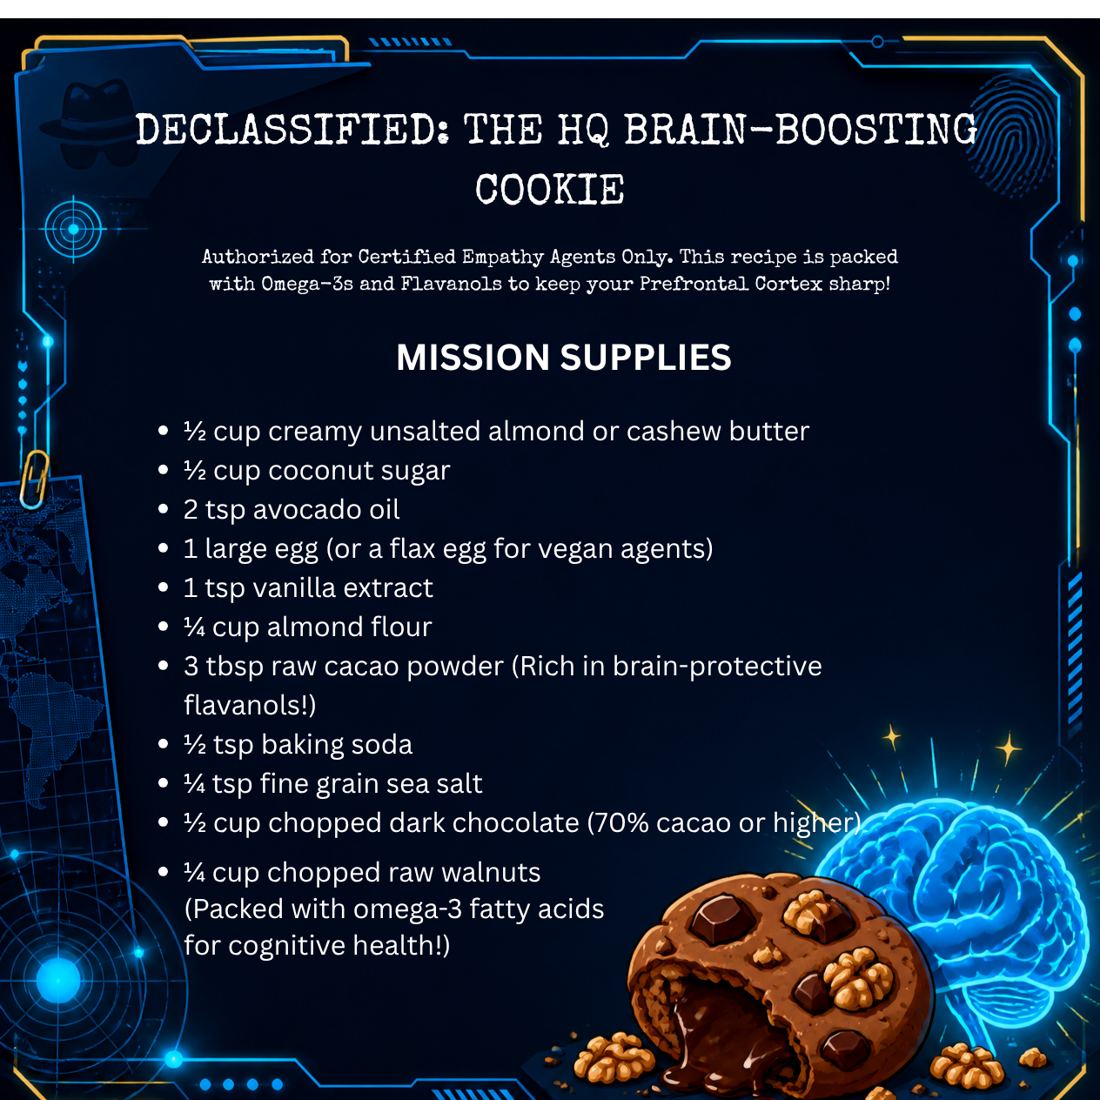 DECLASSIFIED: THE HQ BRAIN-BOOSTING
COOKIE
Authorized for Certified Empathy Agents Only. This recipe is packed
with Omega-3s and Flavanols to keep your Prefrontal Cortex sharp!
MISSION SUPPLIES
• ½ cup creamy unsalted almond or cashew butter
• ½ cup coconut sugar
• 2 tsp avocado oil
• 1 large egg (or a flax egg for vegan agents)
• 1 tsp vanilla extract
• ¼ cup almond flour
• 3 tbsp raw cacao powder (Rich in brain-protective
flavanols!)
• ½ tsp baking soda
• ¼ tsp fine grain sea salt
• ½ cup chopped dark chocolate (70% cacao or higher)
• ¼ cup chopped raw walnuts
(Packed with omega-3 fatty acids
for cognitive health!)